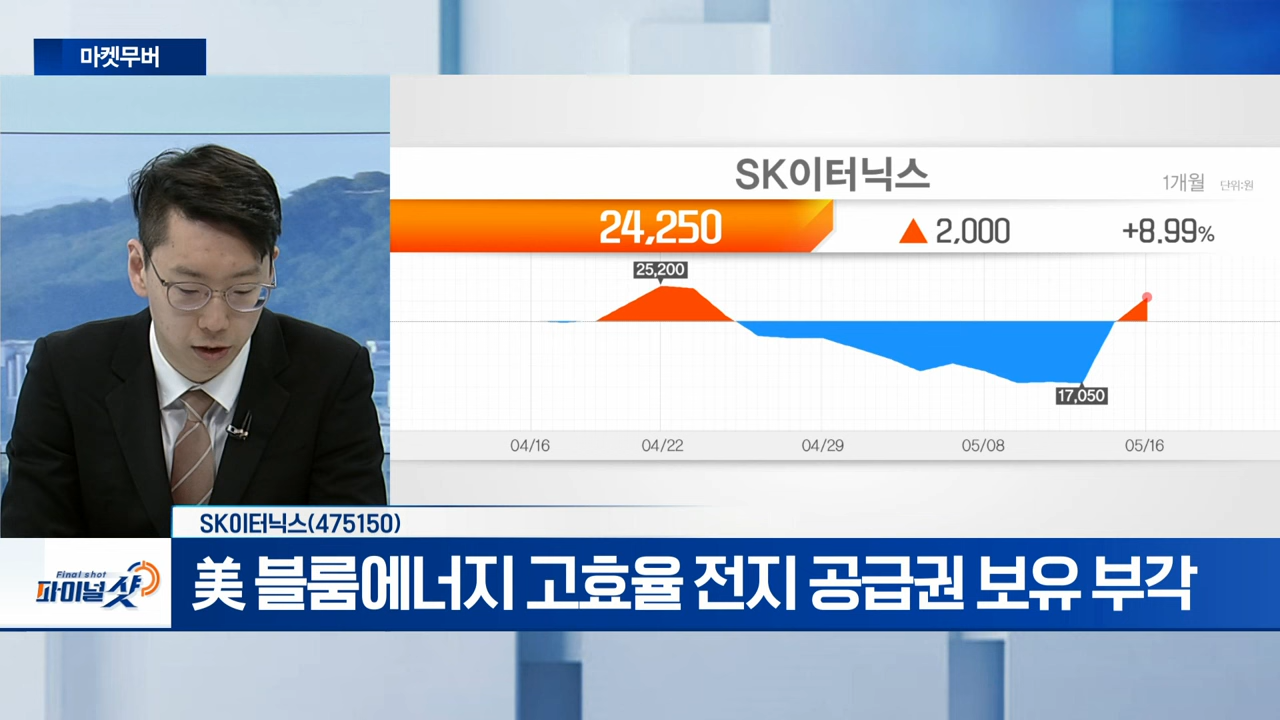 마켓무버
SK이터닉스
1개월 단위:원
24,250 ▲ 2,000 +8.99%
25,200
17,050
04/16 04/22 04/29 05/08 05/16
SK이터닉스(475150)
Final shot
파이널샷
美 블룸에너지 고효율 전지 공급권 보유 부각